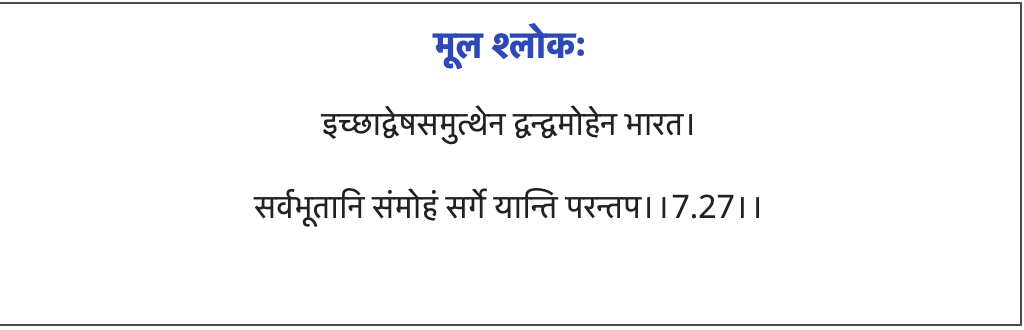 मूल श्लोकः
इच्छाद्वेषसमुत्थेन द्वन्द्वमोहेन भारत।
सर्वभूतानि संमोहं सर्गे यान्ति परन्तप।।7.27।।